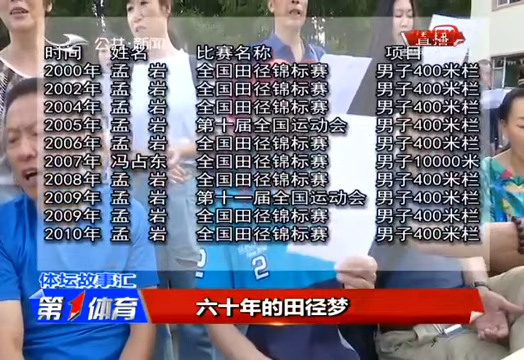 公共·新闻
直播
时间 姓名 比赛名称 项目
2000年 孟 岩 全国田径锦标赛 男子400米栏
2002年 孟 岩 全国田径锦标赛 男子400米栏
2004年 孟 岩 全国田径锦标赛 男子400米栏
2005年 孟 岩 第十届全国运动会 男子400米栏
2006年 孟 岩 全国田径锦标赛 男子400米栏
2007年 冯占东 全国田径锦标赛 男子10000米
2008年 孟 岩 全国田径锦标赛 男子400米栏
2009年 孟 岩 第十一届全国运动会 男子400米栏
2009年 孟 岩 全国田径锦标赛 男子400米栏
2010年 孟 岩 全国田径锦标赛 男子400米栏
2
体坛故事汇
第1体育
六十年的田径梦